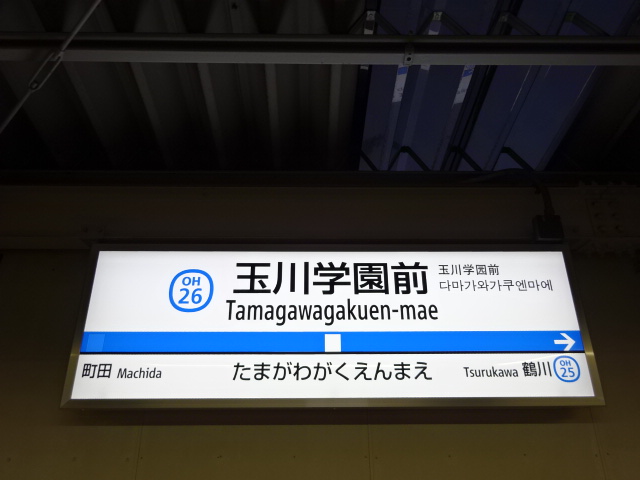 OH
26
玉川学園前
Tamagawagakuen-mae
玉川学园前
다마가와가쿠엔마에
町田 Machida
たまがわがくえんまえ
Tsurukawa 鶴川
OH
25